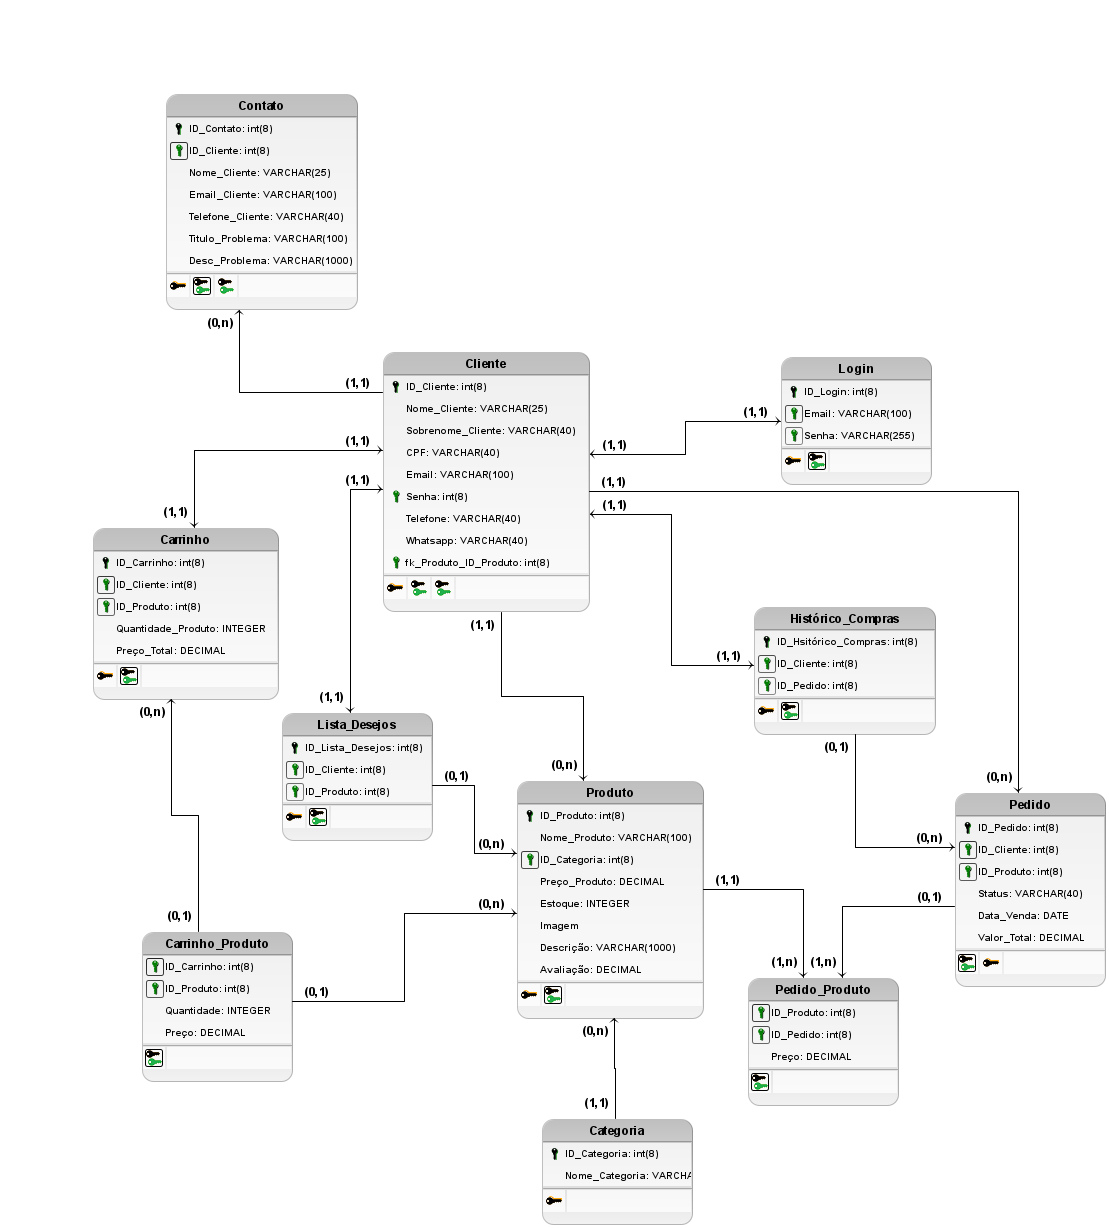 Contato
ID_Contato: int(8)
ID_Cliente: int(8)
Nome_Cliente: VARCHAR(25)
Email_Cliente: VARCHAR(100)
Telefone_Cliente: VARCHAR(40)
Titulo_Problema: VARCHAR(100)
Desc_Problema: VARCHAR(1000)
(0,n)
(1,1)
Cliente
ID_Cliente: int(8)
Nome_Cliente: VARCHAR(25)
Sobrenome_Cliente: VARCHAR(40)
CPF: VARCHAR(40)
Email: VARCHAR(100)
Senha: int(8)
Telefone: VARCHAR(40)
Whatsapp: VARCHAR(40)
fk_Produto_ID_Produto: int(8)
Login
ID_Login: int(8)
Email: VARCHAR(100)
Senha: VARCHAR(255)
(1,1)
(1,1)
(1,1)
(1,1)
(1,1)
(1,1)
(1,1)
Carrinho
ID_Carrinho: int(8)
ID_Cliente: int(8)
ID_Produto: int(8)
Quantidade_Produto: INTEGER
Preço_Total: DECIMAL
(1,1)
Histórico_Compras
ID_Hsitórico_Compras: int(8)
ID_Cliente: int(8)
ID_Pedido: int(8)
(1,1)
(1,1)
(0,n)
Lista_Desejos
ID_Lista_Desejos: int(8)
ID_Cliente: int(8)
ID_Produto: int(8)
(0,1)
(0,n)
(0,1)
(0,n)
Produto
ID_Produto: int(8)
Nome_Produto: VARCHAR(100)
ID_Categoria: int(8)
Preço_Produto: DECIMAL
Estoque: INTEGER
Imagem
Descrição: VARCHAR(1000)
Avaliação: DECIMAL
Pedido
ID_Pedido: int(8)
ID_Cliente: int(8)
ID_Produto: int(8)
Status: VARCHAR(40)
Data_Venda: DATE
Valor_Total: DECIMAL
(0,n)
(0,n)
(1,1)
(0,1)
(0,n)
(0,1)
Carrinho_Produto
ID_Carrinho: int(8)
ID_Produto: int(8)
Quantidade: INTEGER
Preço: DECIMAL
(0,1)
(1,n)
(1,n)
Pedido_Produto
ID_Produto: int(8)
ID_Pedido: int(8)
Preço: DECIMAL
(0,n)
(1,1)
Categoria
ID_Categoria: int(8)
Nome_Categoria: VARCHA